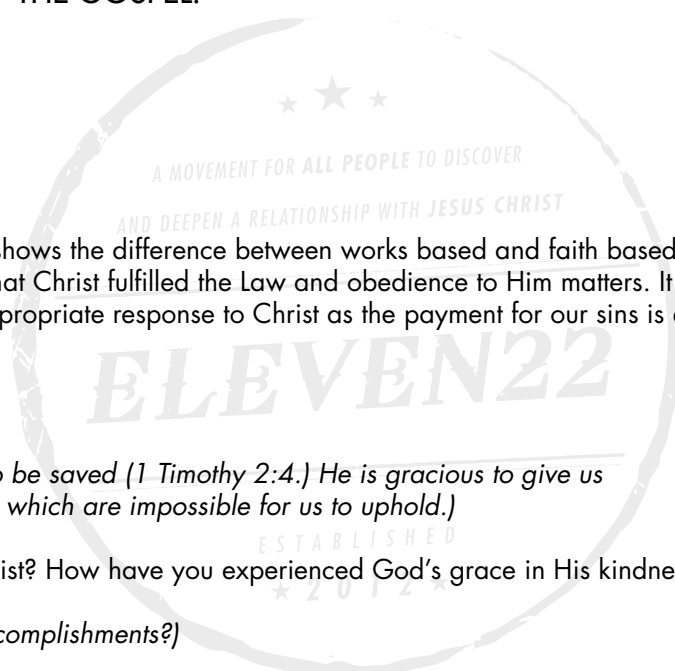 THE GOSPEL.
A MOVEMENT FOR ALL PEOPLE TO DISCOVER
AND DEEPEN A RELATIONSHIP WITH JESUS CHRIST
shows the difference between works based and faith based
hat Christ fulfilled the Law and obedience to Him matters. It
propriate response to Christ as the payment for our sins is
ELEVEN22
o be saved (1 Timothy 2:4.) He is gracious to give us
which are impossible for us to uphold.)
ESTABLISHED
ist? How have you experienced God's grace in His kindne
2012
complishments?)